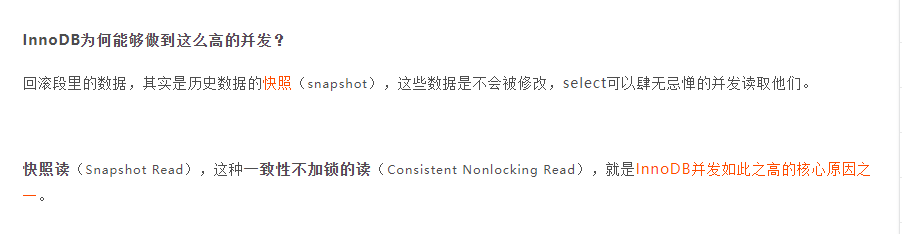 InnoDB为何能够做到这么高的并发？
回滚段里的数据，其实是历史数据的快照（snapshot），这些数据是不会被修改，select可以肆无忌惮的并发读取他们。
快照读（Snapshot Read），这种一致性不加锁的读（Consistent Nonlocking Read），就是InnoDB并发如此之高的核心原因之
一。